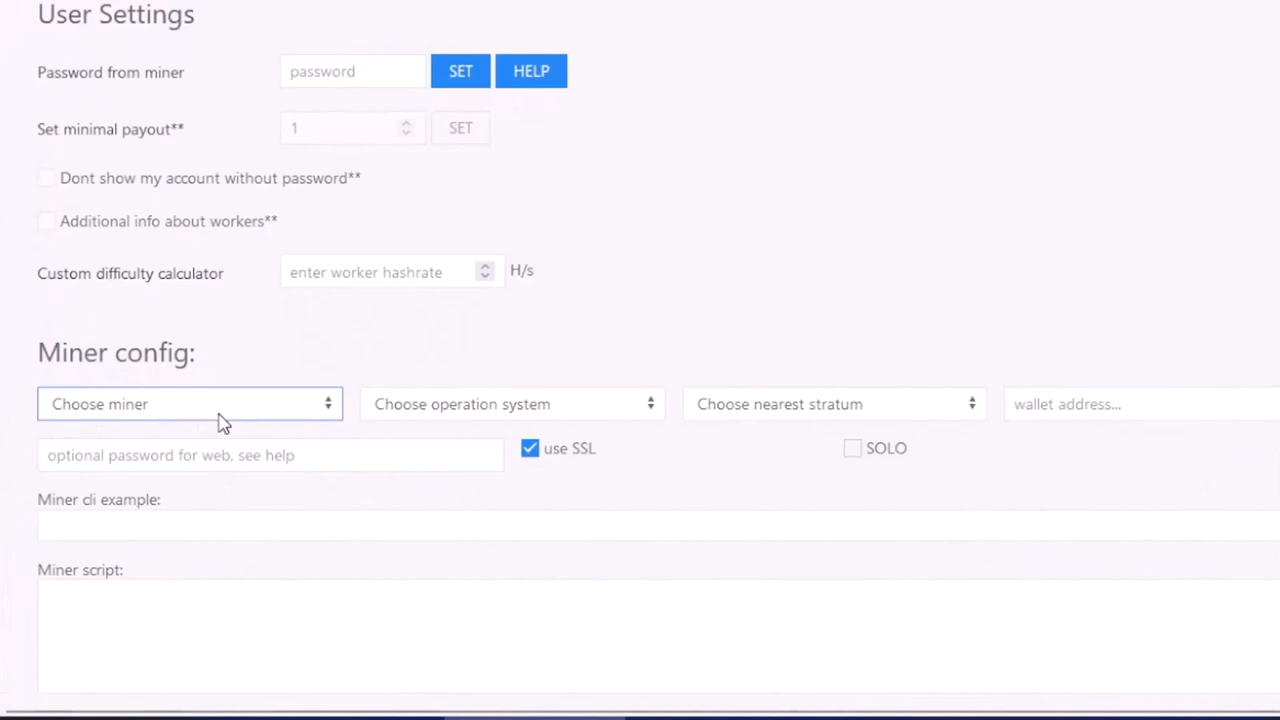 User Settings
Password from miner password SET HELP
Set minimal payout** 1 SET
Dont show my account without password**
Additional info about workers**
Custom difficulty calculator enter worker hashrate H/s
Miner config:
Choose miner Choose operation system Choose nearest stratum wallet address...
optional password for web, see help use SSL SOLO
Miner cli example:
Miner script: